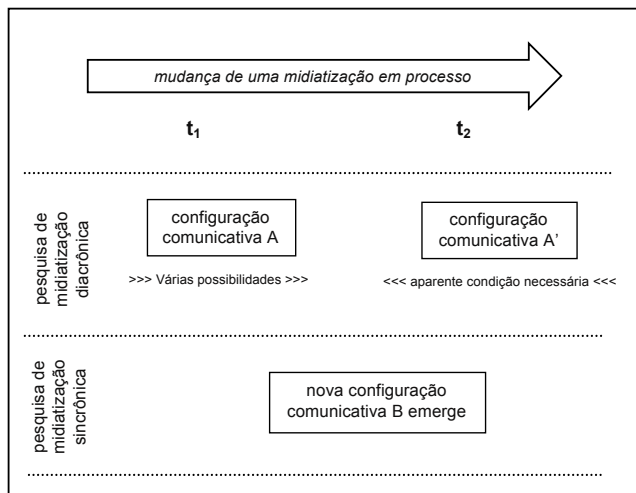 mudança de uma midiatização em processo
t₁ t₂
pesquisa de
midiatização
diacrônica
configuração
comunicativa A
>>> Várias possibilidades >>>
configuração
comunicativa A’
<<< aparente condição necessária <<<
pesquisa de
midiatização
sincrônica
nova configuração
comunicativa B emerge